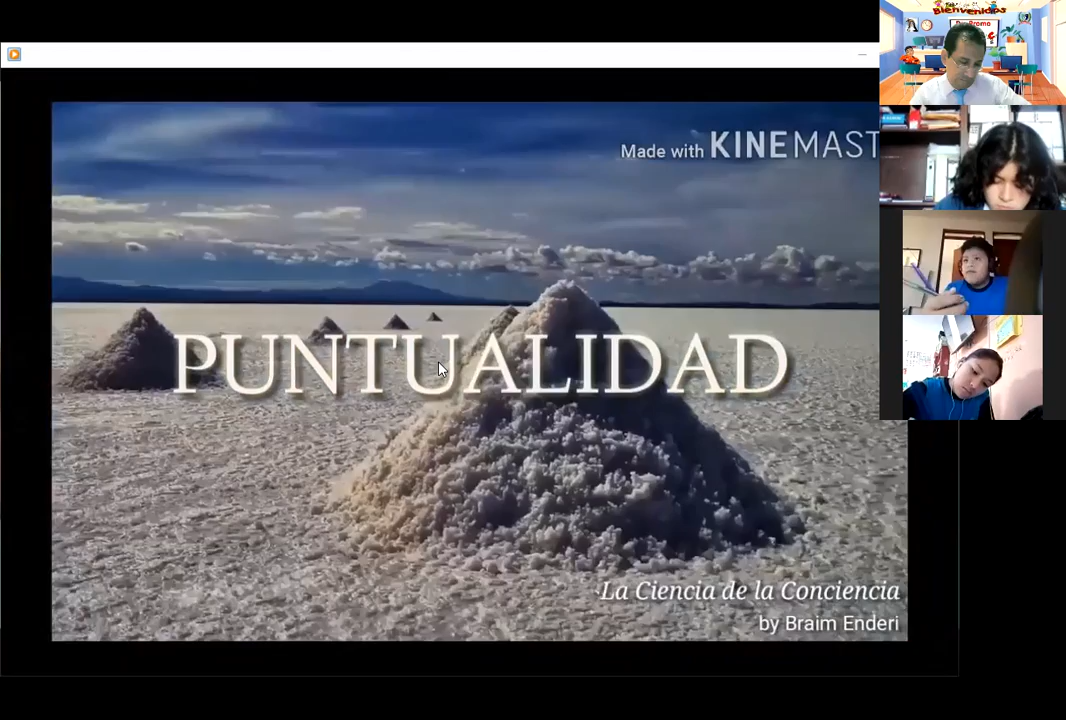 Bienvenidos
Made with KINEMAST
PUNTUALIDAD
La Ciencia de la Conciencia
by Braim Enderi